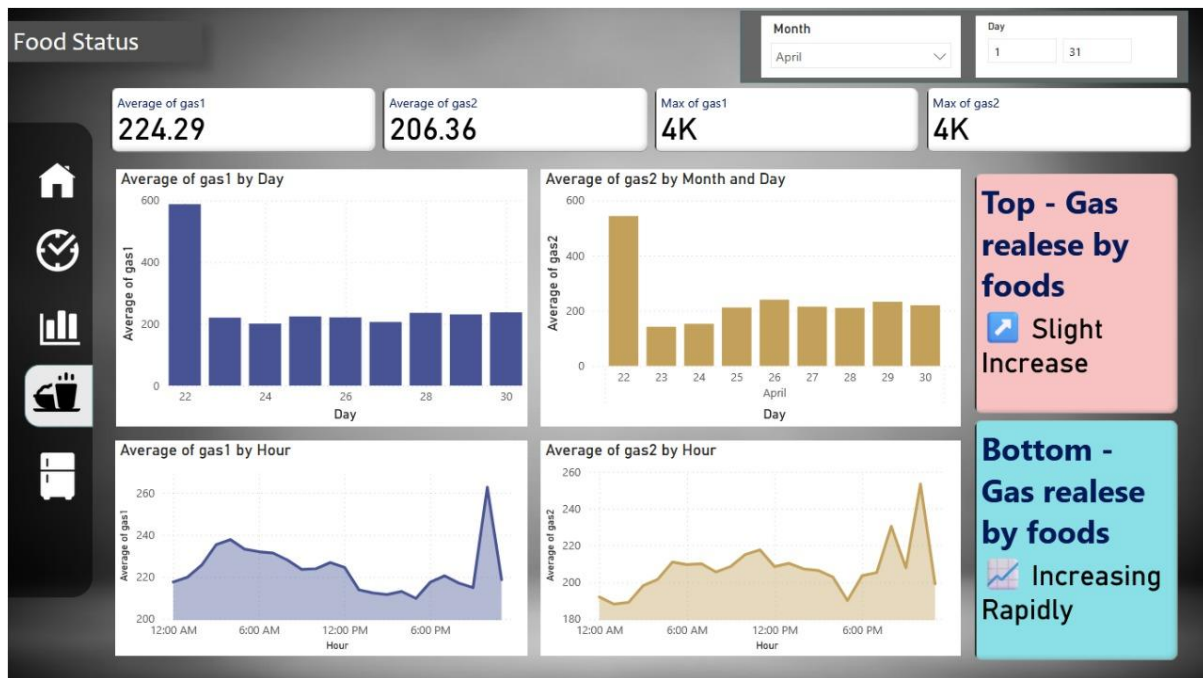 Food Status
Month
April
Day
1 31
Average of gas1
224.29
Average of gas2
206.36
Max of gas1
4K
Max of gas2
4K
Average of gas1 by Day
Average of gas1
600
400
200
0
22 24 26 28 30
Day
Average of gas2 by Month and Day
Average of gas2
600
400
200
0
22 23 24 25 26 27 28 29 30
April
Day
Top - Gas
realese by
foods
Slight
Increase
Average of gas1 by Hour
Average of gas1
260
240
220
200
12:00 AM 6:00 AM 12:00 PM 6:00 PM
Hour
Average of gas2 by Hour
Average of gas2
260
240
220
200
180
12:00 AM 6:00 AM 12:00 PM 6:00 PM
Hour
Bottom -
Gas realese
by foods
Increasing
Rapidly